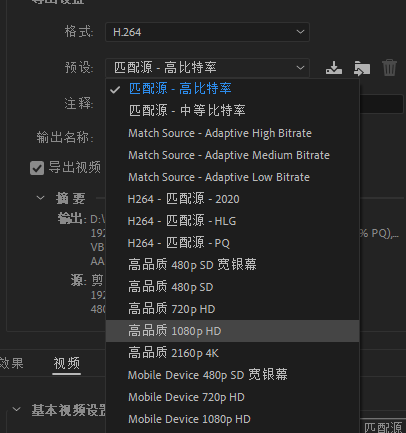 导出设置
格式: H.264
预设: 匹配源 - 高比特率
匹配源 - 高比特率
匹配源 - 中等比特率
注释:
Match Source - Adaptive High Bitrate
输出名称:
Match Source - Adaptive Medium Bitrate
导出视频
Match Source - Adaptive Low Bitrate
H264 - 匹配源 - 2020
摘要
输出: D:\
H264 - 匹配源 - HLG
192
% PQ),...
VB
H264 - 匹配源 - PQ
AA
高品质 480p SD 宽银幕
源: 剪
高品质 480p SD
192
480
高品质 720p HD
高品质 1080p HD
高品质 2160p 4K
效果 视频
Mobile Device 480p SD 宽银幕
Mobile Device 720p HD
基本视频设置
Mobile Device 1080p HD
匹配源